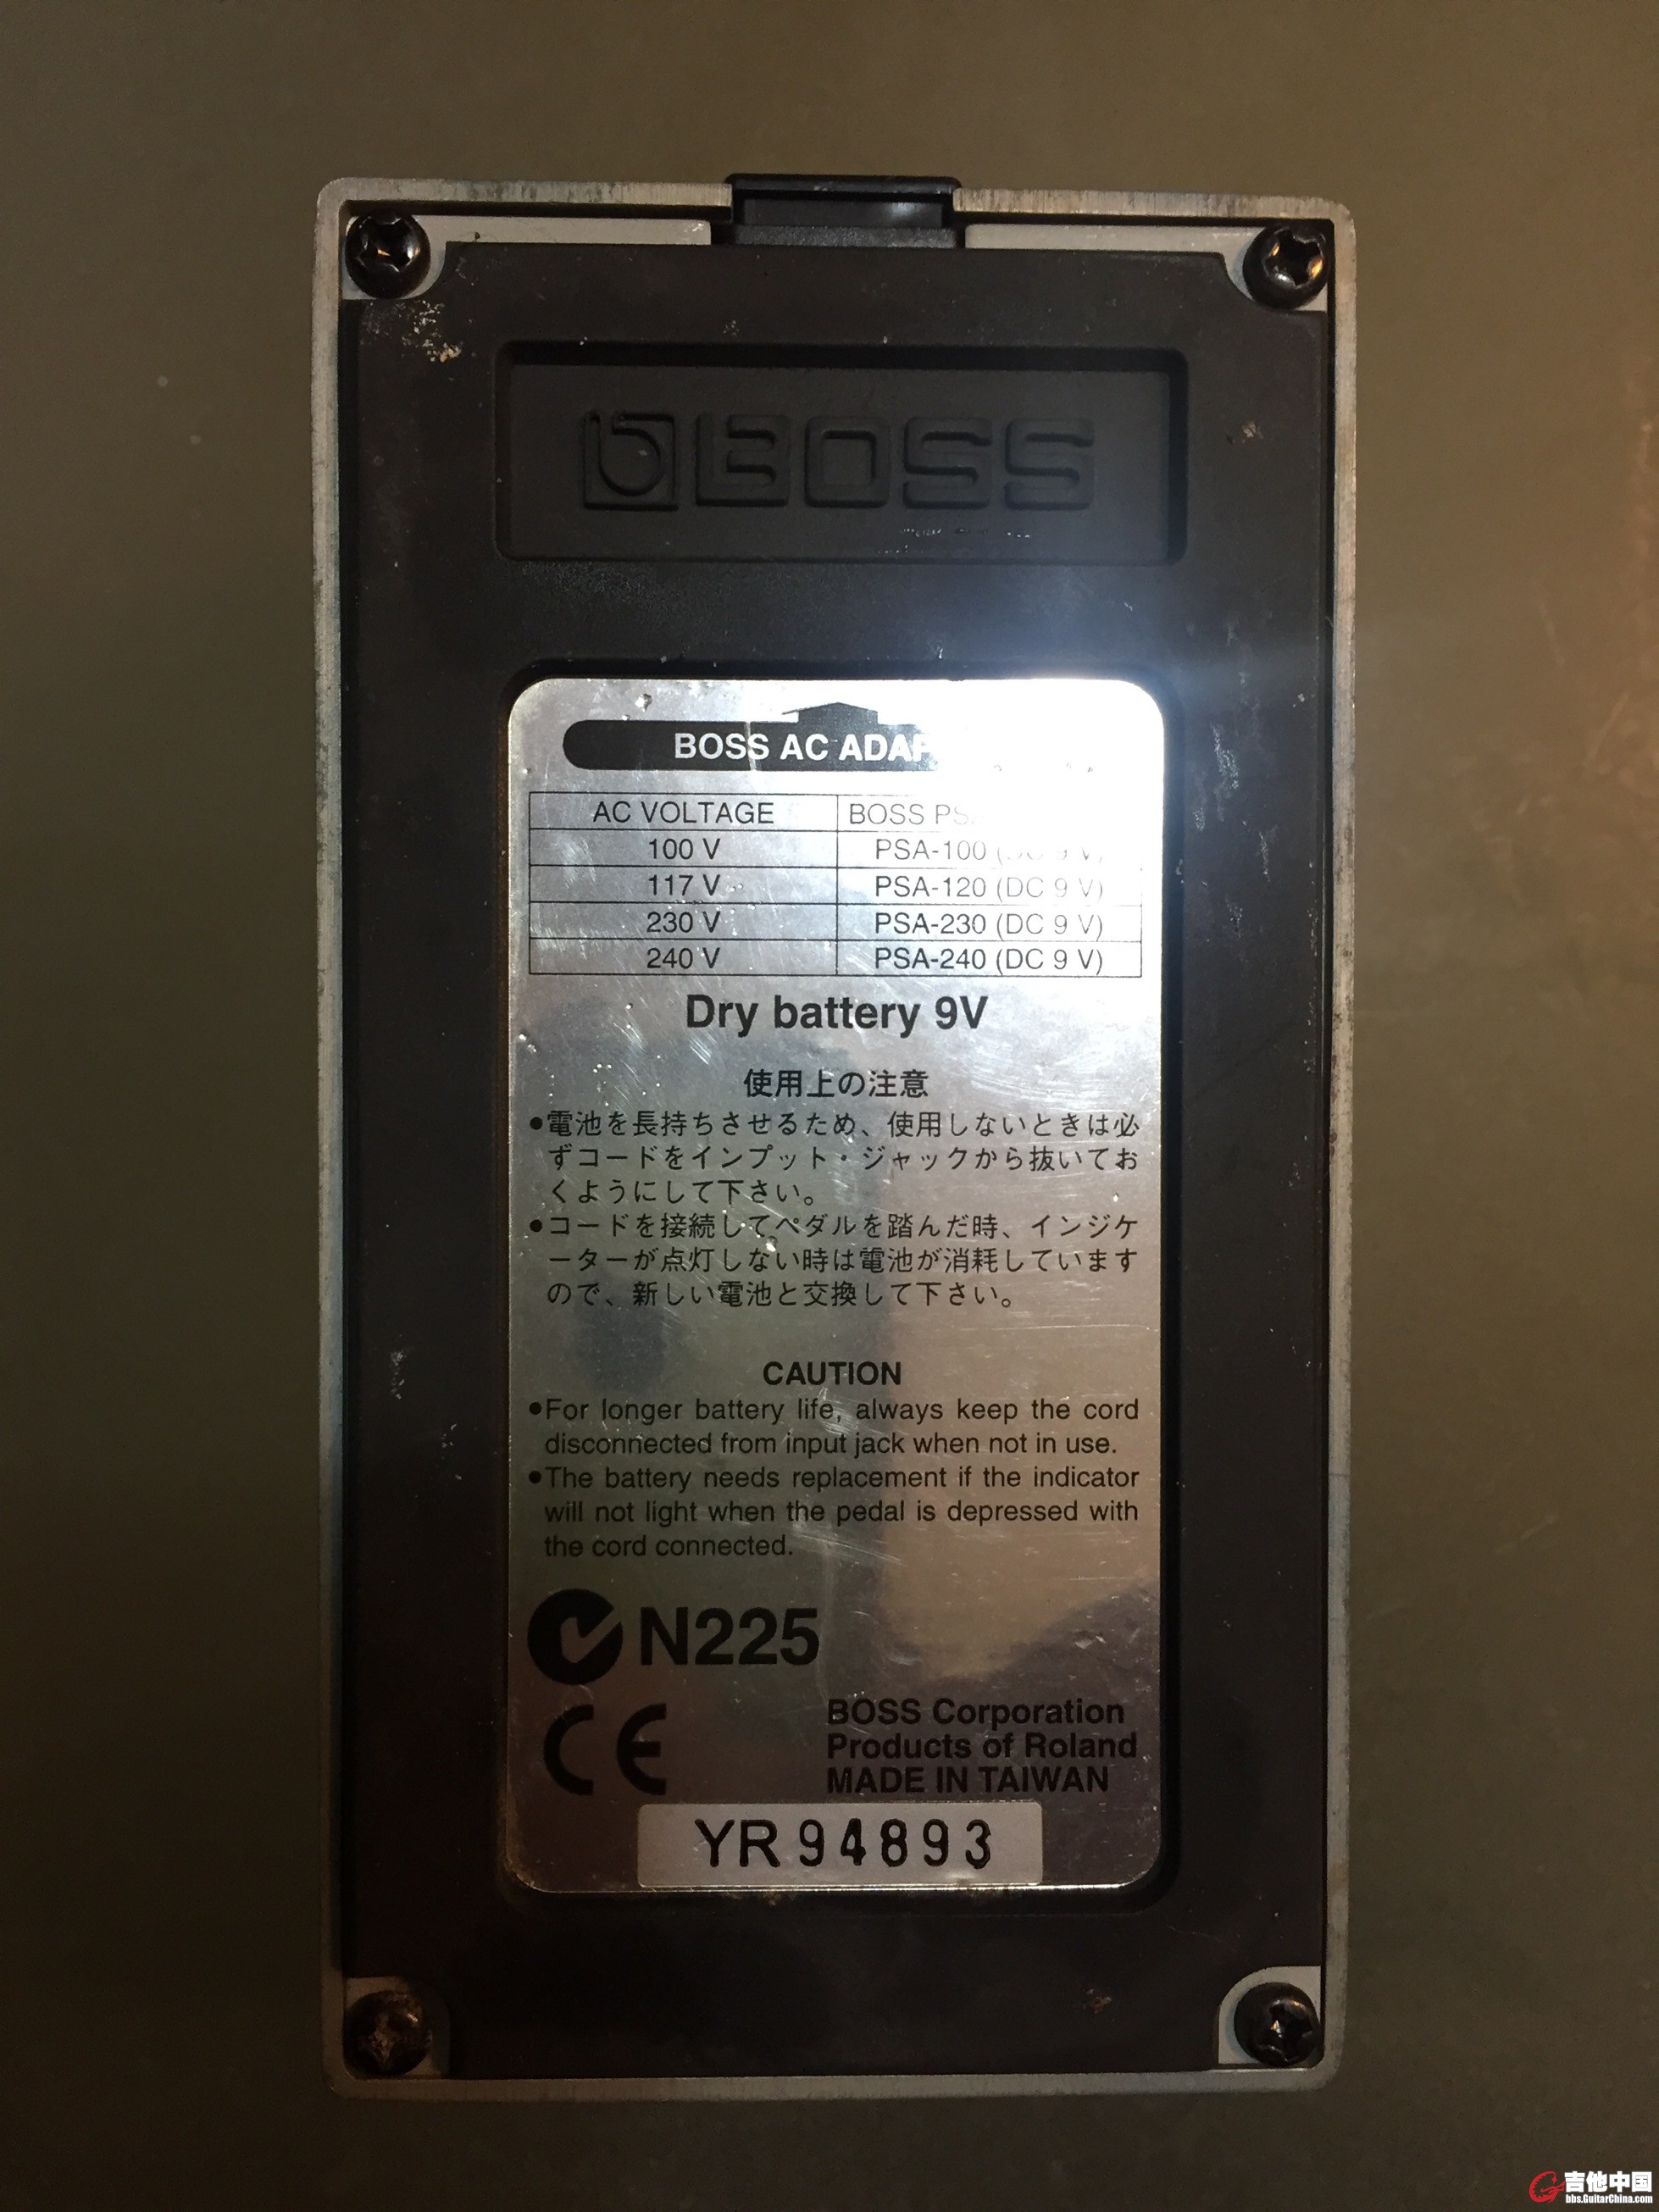 BOSS
BOSS AC
AC VOLTAGE BOSS
100 V PSA-100
117 V PSA-120 (DC 9 V)
230 V PSA-230 (DC 9 V)
240 V PSA-240 (DC 9 V)
Dry battery 9V
使用上の注意
●電池を長持ちさせるため、使用しないときは必
ずコードをインプット・ジャックから抜いてお
くようにして下さい。
●コードを接続してペダルを踏んだ時、インジケ
ーターが点灯しない時は電池が消耗しています
ので、新しい電池と交換して下さい。
CAUTION
●For longer battery life, always keep the cord
disconnected from input jack when not in use.
●The battery needs replacement if the indicator
will not light when the pedal is depressed with
the cord connected.
N225
CE
BOSS Corporation
Products of Roland
MADE IN TAIWAN
YR94893
吉他中国
bbs.GuitarChina.com